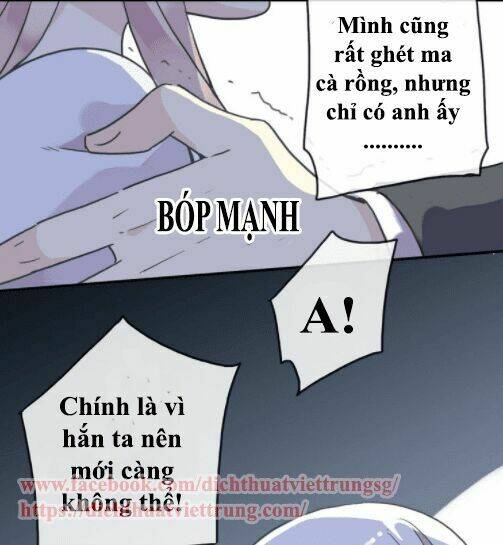 Mình cũng
rất ghét ma
cà rồng, nhưng
chỉ có anh ấy
..........
BÓP MẠNH
A!
Chính là vì
hắn ta nên
mới càng
không thể!
www.facebook.com/dichthuatviettrungsg/
https://dichthuatviettrung.com/